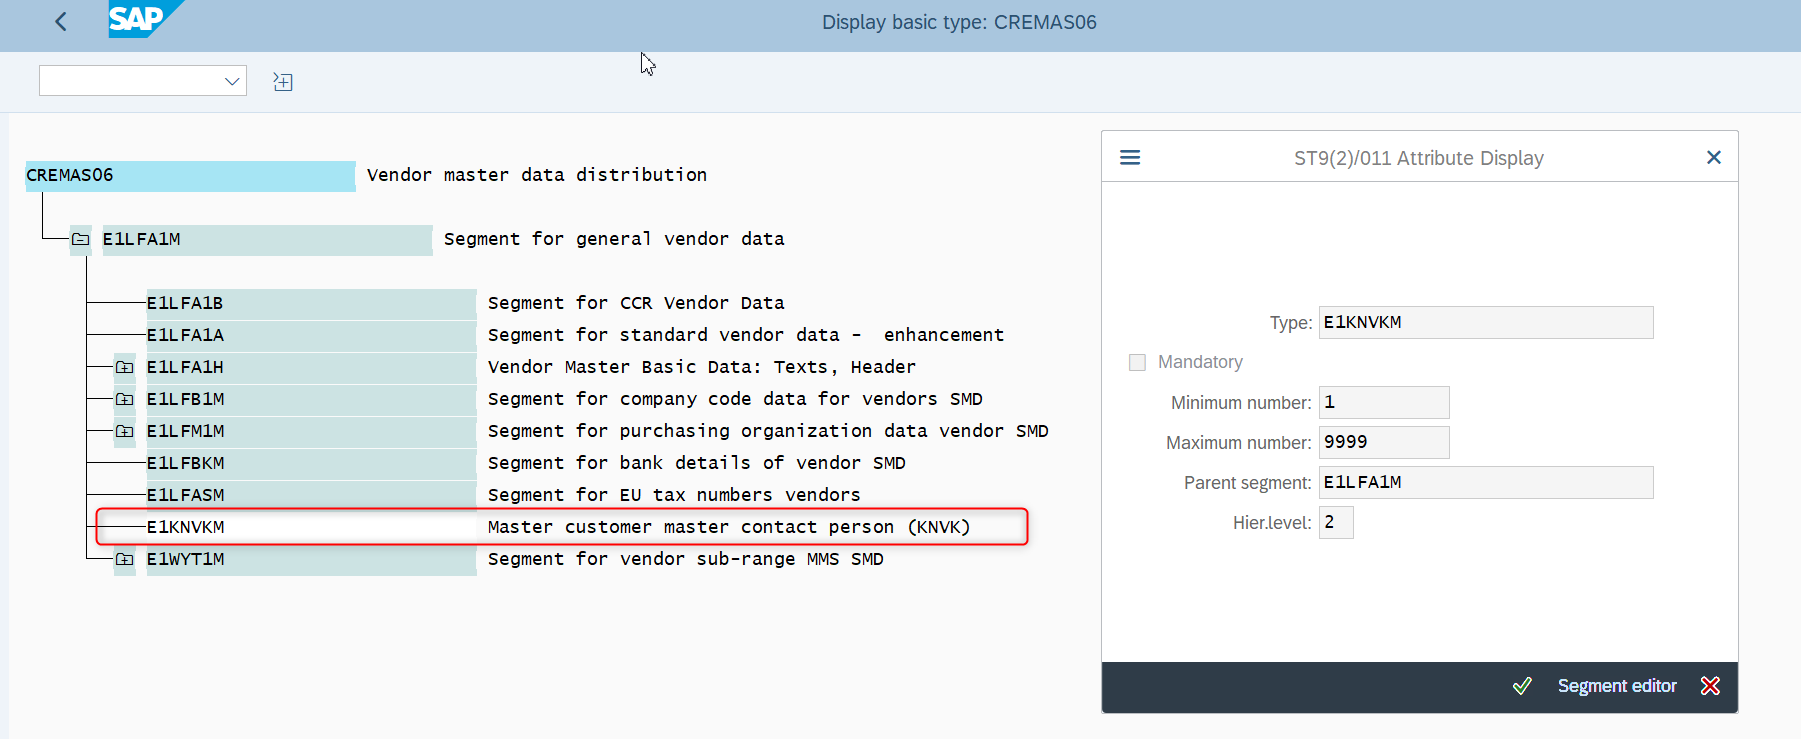 SAP
Display basic type: CREMAS06
CREMAS06 Vendor master data distribution
E1LFA1M Segment for general vendor data
E1LFA1B Segment for CCR Vendor Data
E1LFA1A Segment for standard vendor data -  enhancement
E1LFA1H Vendor Master Basic Data: Texts, Header
E1LFB1M Segment for company code data for vendors SMD
E1LFM1M Segment for purchasing organization data vendor SMD
E1LFBKM Segment for bank details of vendor SMD
E1LFASM Segment for EU tax numbers vendors
E1KNVKM Master customer master contact person (KNVK)
E1WYT1M Segment for vendor sub-range MMS SMD
ST9(2)/011 Attribute Display
Type: E1KNVKM
Mandatory
Minimum number: 1
Maximum number: 9999
Parent segment: E1LFA1M
Hier.level: 2
Segment editor